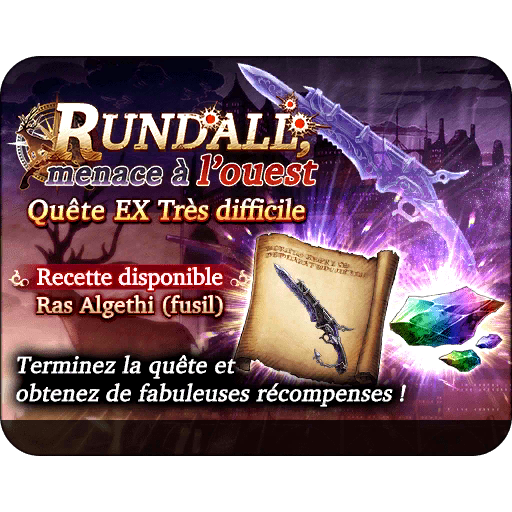 RUNDALL,
menace à l'ouest
Quête EX Très difficile
Recette disponible
Ras Algethi (fusil)
Terminez la quête et
obtenez de fabuleuses récompenses !